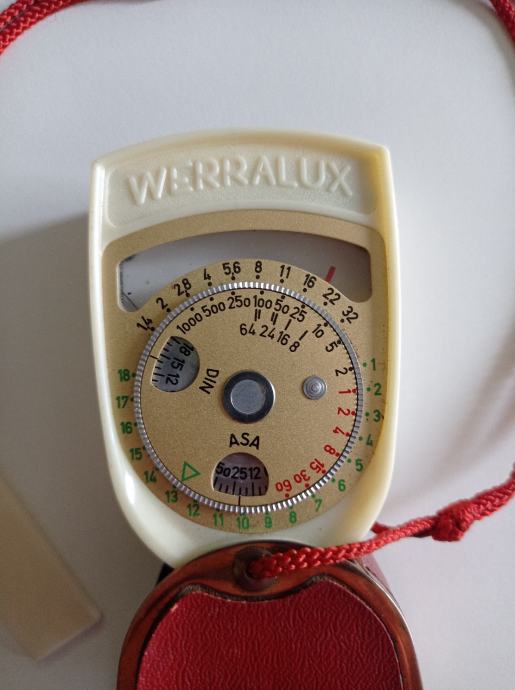 WERRALUX
1,4 2 2,8 4 5,6 8 11 16 22 32
1000 500 250 100 50 25 10 5 2 1 2 4 8 15 30 60
64 24 16 8
18 15 12
DIN
ASA
50 25 12
1 2 3 4 5 6 7 8 9 10 11 12 13 14 15 16 17 18